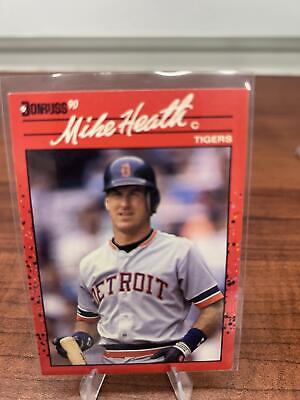 DONRUSS 90
Mike Heath C
TIGERS
DETROIT